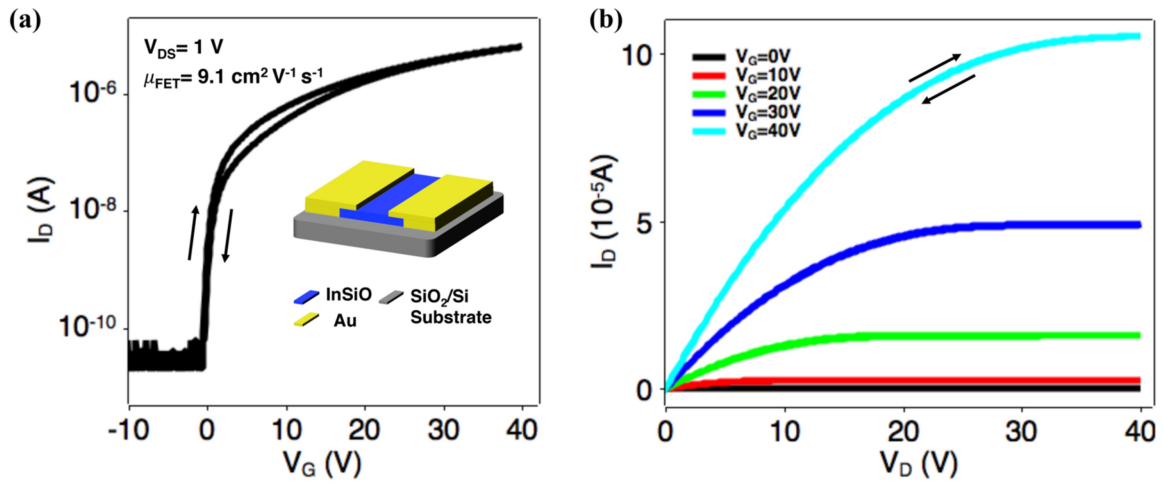 (a)
V_DS= 1 V
μ_FET= 9.1 cm² V⁻¹ s⁻¹
10⁻⁶
10⁻⁸
10⁻¹⁰
I_D (A)
InSiO
Au
SiO₂/Si
Substrate
-10 0 10 20 30 40
V_G (V)
(b)
V_G=0V
V_G=10V
V_G=20V
V_G=30V
V_G=40V
10
5
0
I_D (10⁻⁵A)
0 10 20 30 40
V_D (V)